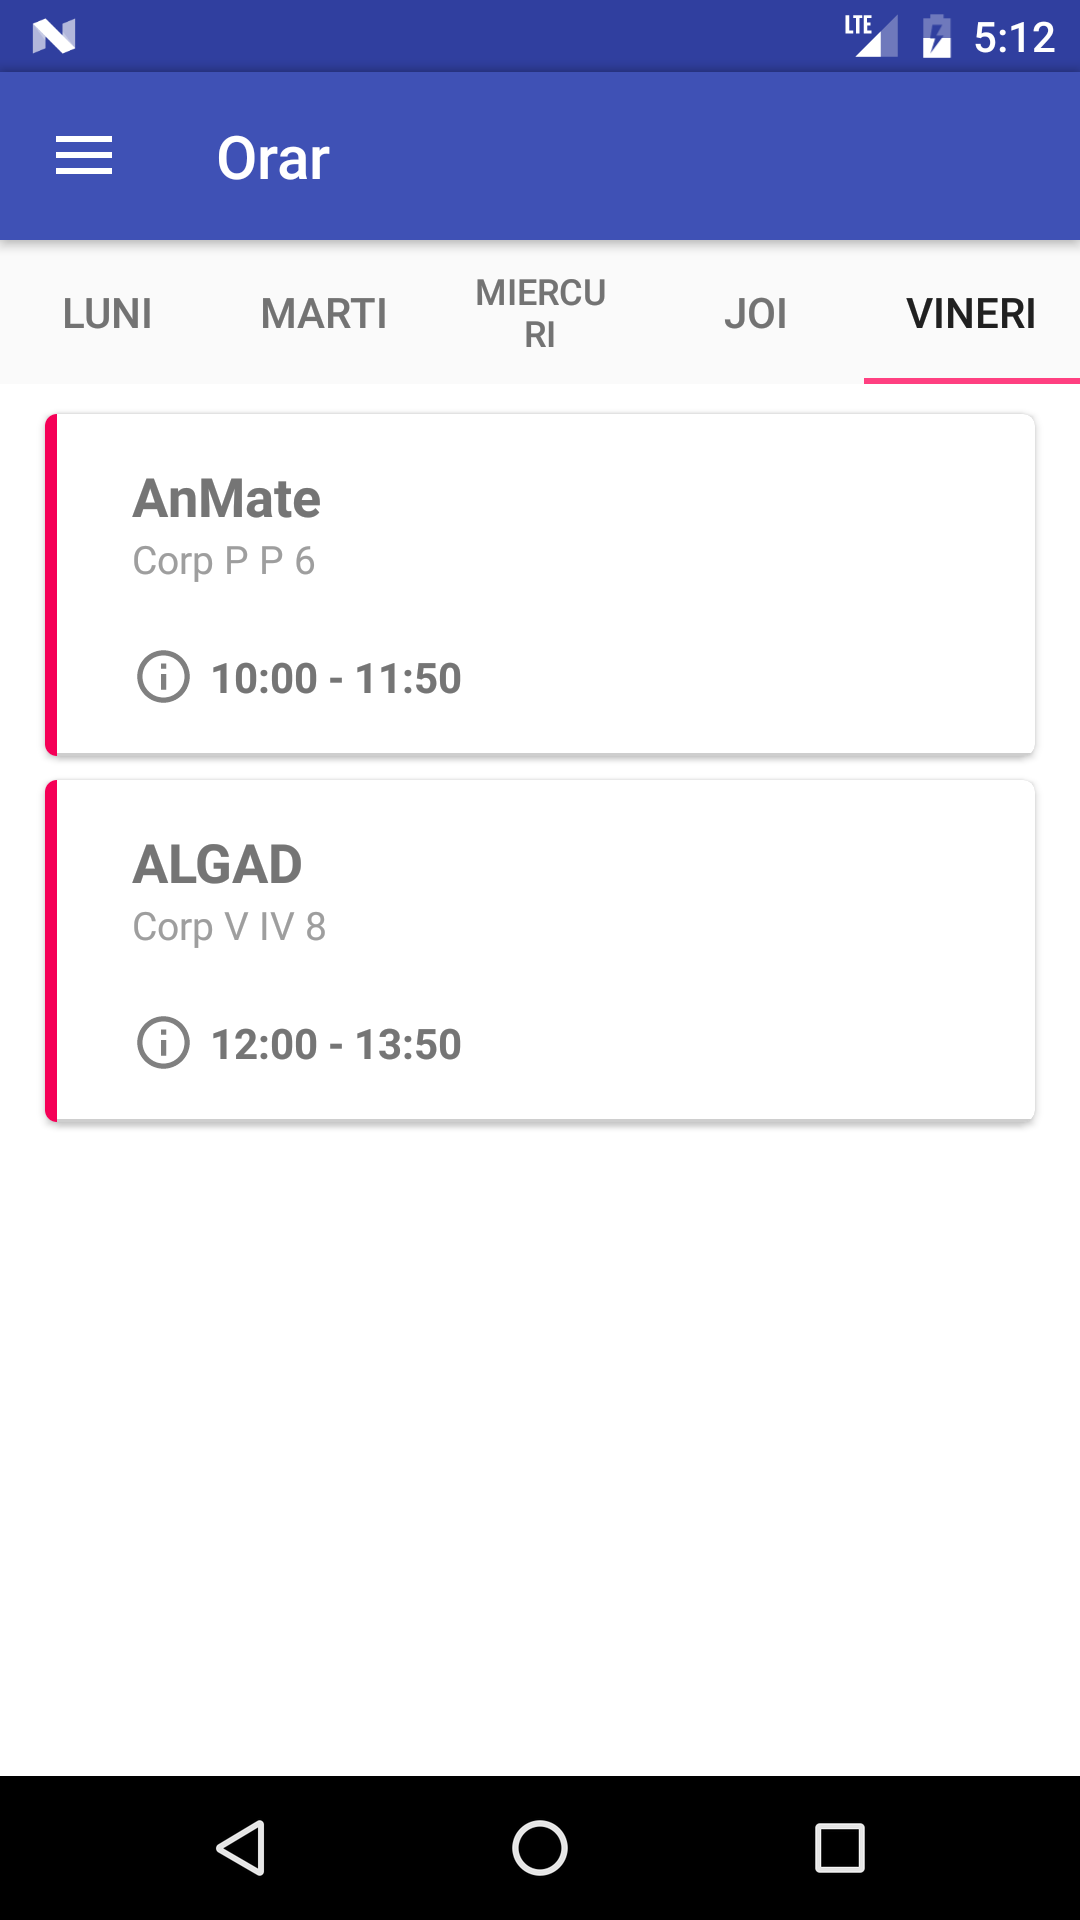 LTE 5:12
Orar
LUNI MARTI MIERCU
RI JOI VINERI
AnMate
Corp P P 6
10:00 - 11:50
ALGAD
Corp V IV 8
12:00 - 13:50